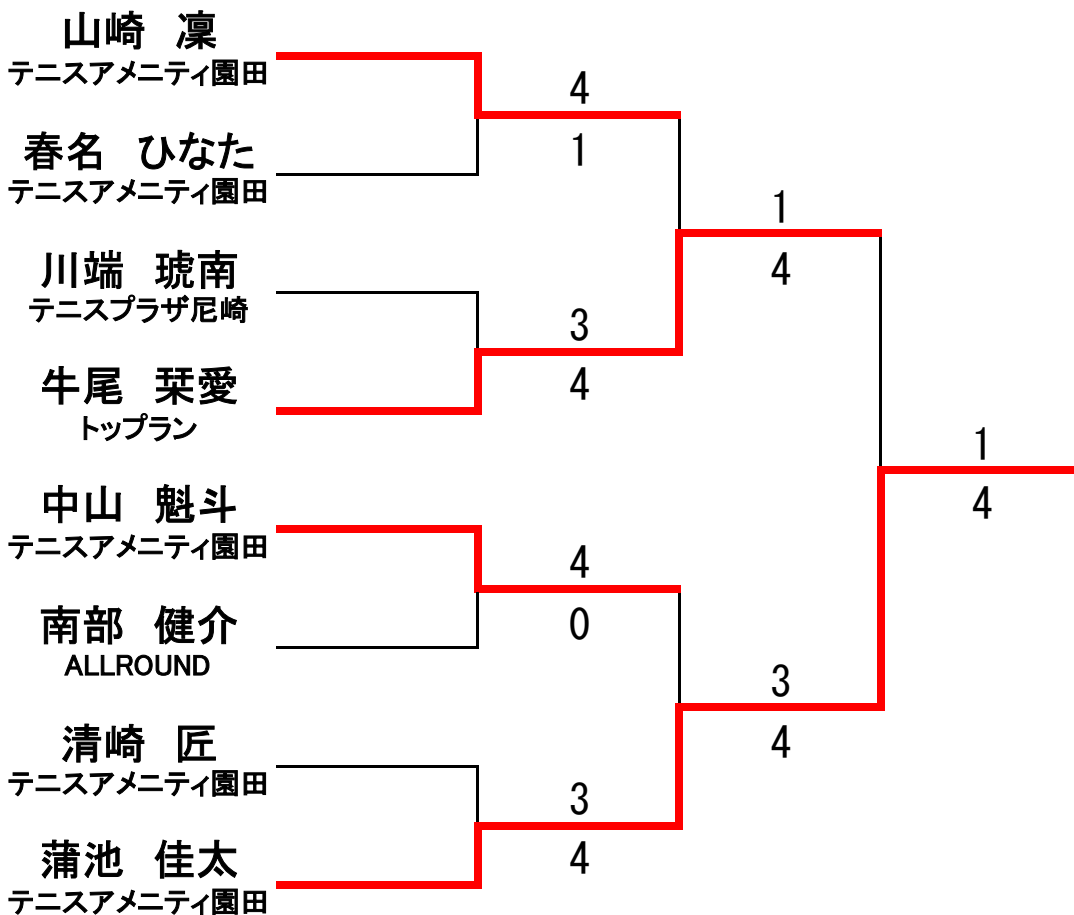 山崎　凜
テニスアメニティ園田
春名　ひなた
テニスアメニティ園田
川端　琥南
テニスプラザ尼崎
牛尾　栞愛
トップラン
中山　魁斗
テニスアメニティ園田
南部　健介
ALLROUND
清崎　匠
テニスアメニティ園田
蒲池　佳太
テニスアメニティ園田
4
1
3
4
4
0
3
4
1
4
3
4
1
4